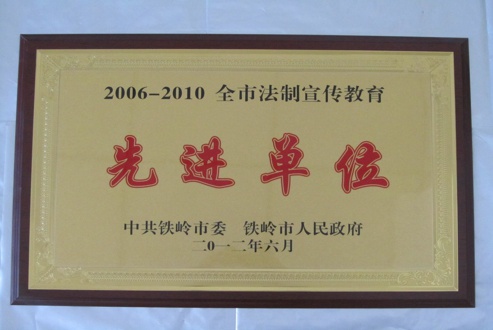 2006-2010 全市法制宣传教育
先进单位
中共铁岭市委 铁岭市人民政府
二0一二年六月